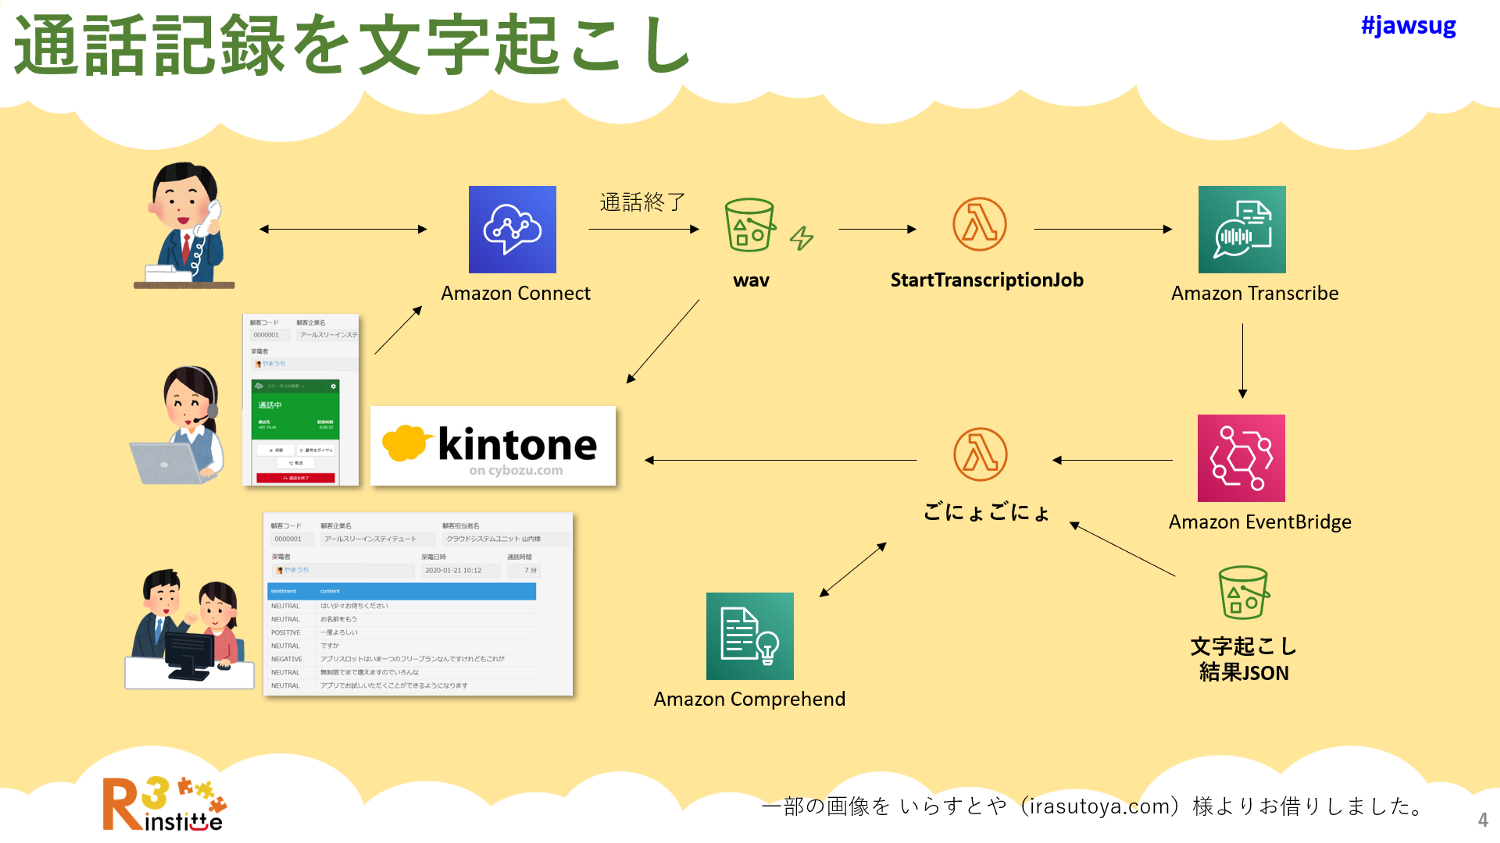 通話記録を文字起こし
#jawsug
通話終了
Amazon Connect
wav
StartTranscriptionJob
Amazon Transcribe
顧客コード 顧客企業名
0000001 アールスリーインステ
架電者
やまうち
通話中
通話を終了
kintone
on cybozu.com
ごにょごにょ
Amazon EventBridge
顧客コード 顧客企業名 顧客担当者名
0000001 アールスリーインスティテュート クラウドシステムユニット 山内様
架電者 架電日時 通話時間
やまうち 2020-01-21 10:12 7 分
sentiment content
NEUTRAL はい少々お待ちください
NEUTRAL お名前をもう
POSITIVE 一度よろしい
NEUTRAL ですか
NEGATIVE アプリスロットはいま一つのフリープランなんですけれどもこれが
NEUTRAL 無制限でまで増えますのでいろんな
NEUTRAL アプリでお試しいただくことができるようになります
文字起こし
結果JSON
Amazon Comprehend
R3 institute
一部の画像を いらすとや（irasutoya.com）様よりお借りしました。
4